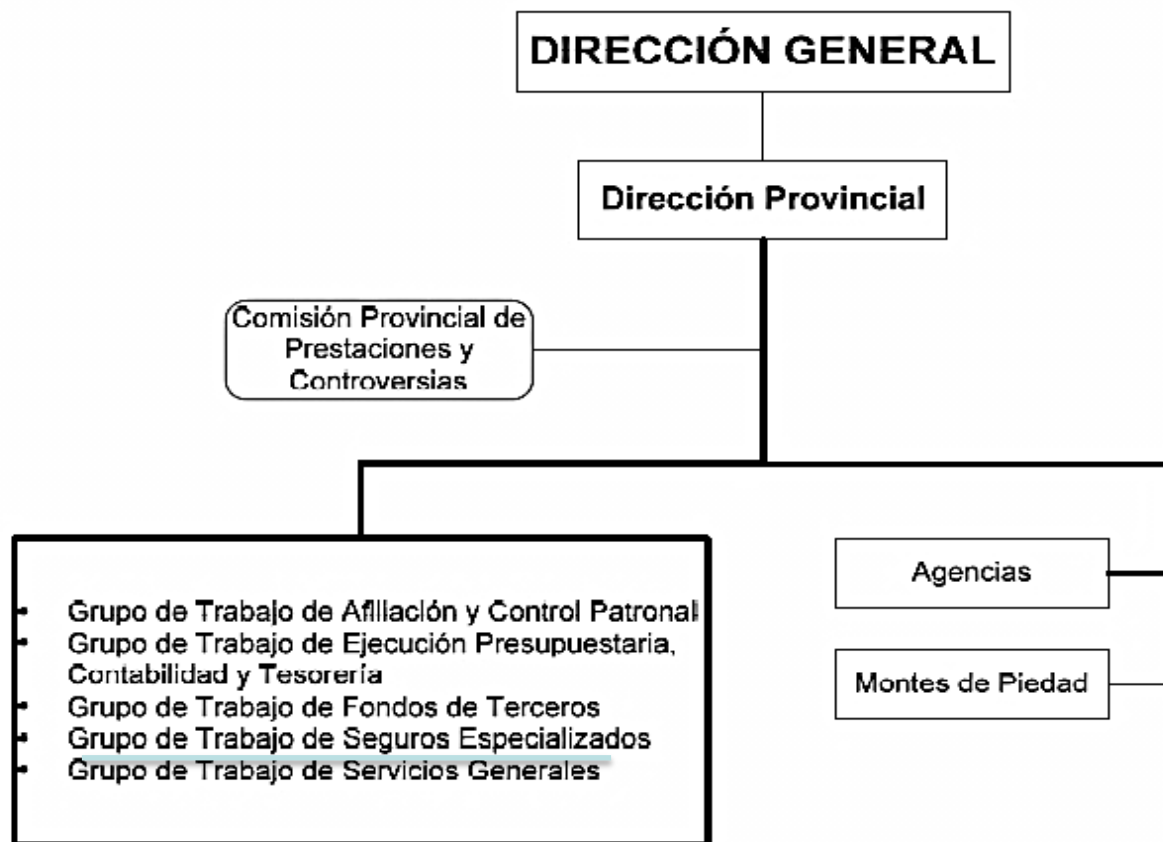 DIRECCIÓN GENERAL
Dirección Provincial
Comisión Provincial de
Prestaciones y
Controversias
Grupo de Trabajo de Afiliación y Control Patronal
Grupo de Trabajo de Ejecución Presupuestaria,
Contabilidad y Tesorería
Grupo de Trabajo de Fondos de Terceros
Grupo de Trabajo de Seguros Especializados
Grupo de Trabajo de Servicios Generales
Agencias
Montes de Piedad